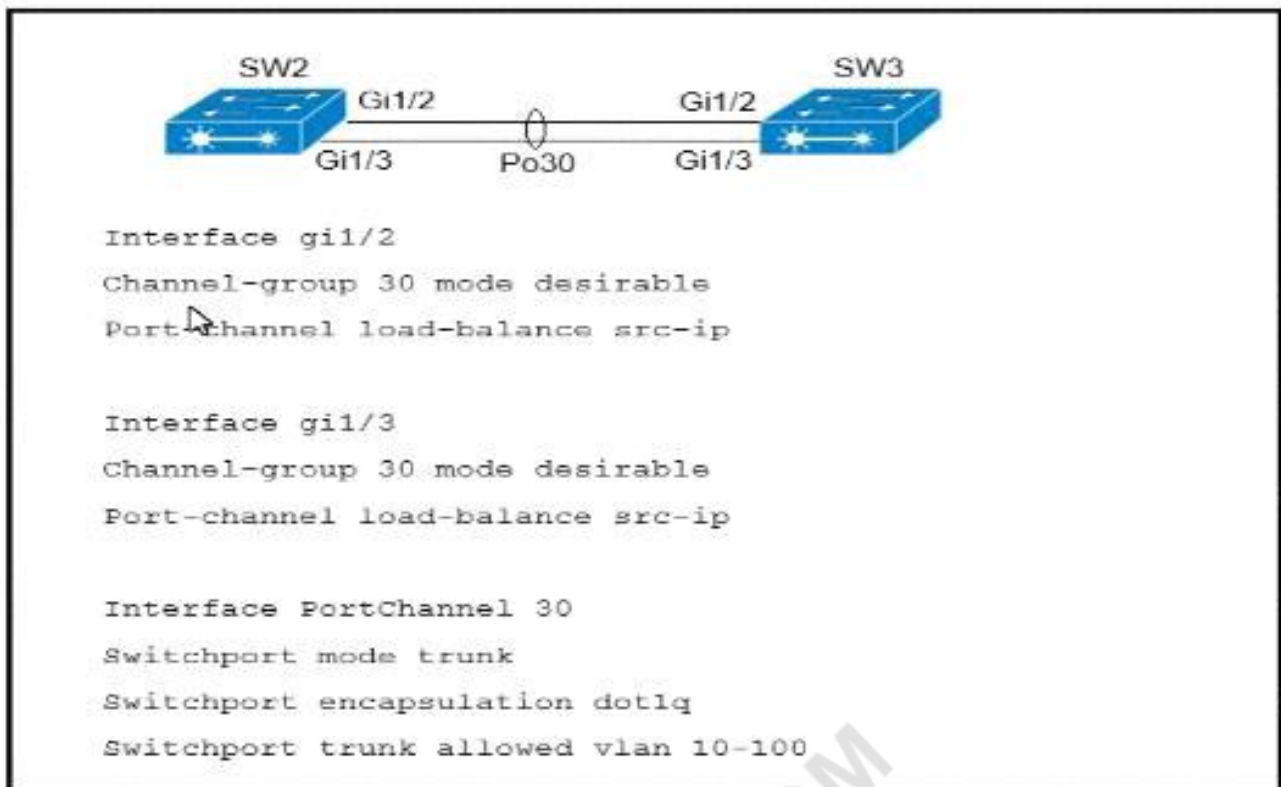 SW2 SW3
Gi1/2 Gi1/2
Gi1/3 Po30 Gi1/3
Interface gi1/2
Channel-group 30 mode desirable
Port-channel load-balance src-ip
Interface gi1/3
Channel-group 30 mode desirable
Port-channel load-balance src-ip
Interface PortChannel 30
Switchport mode trunk
Switchport encapsulation dot1q
Switchport trunk allowed vlan 10-100